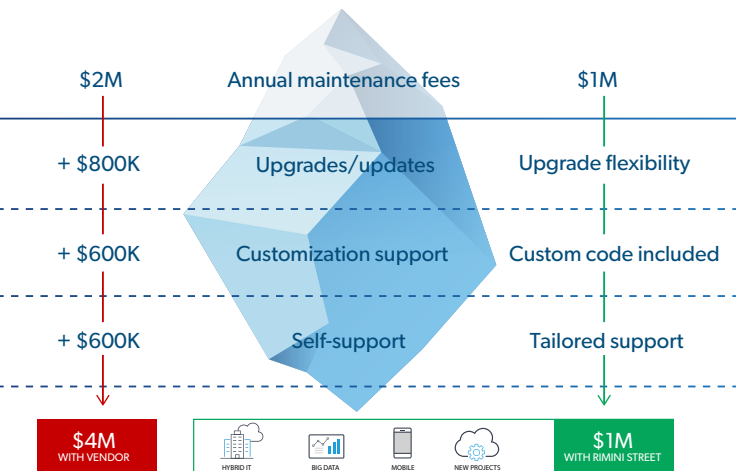 $2M
Annual maintenance fees
$1M
+ $800K
Upgrades/updates
Upgrade flexibility
+ $600K
Customization support
Custom code included
+ $600K
Self-support
Tailored support
$4M
WITH VENDOR
HYBRID IT
BIG DATA
MOBILE
NEW PROJECTS
$1M
WITH RIMINI STREET